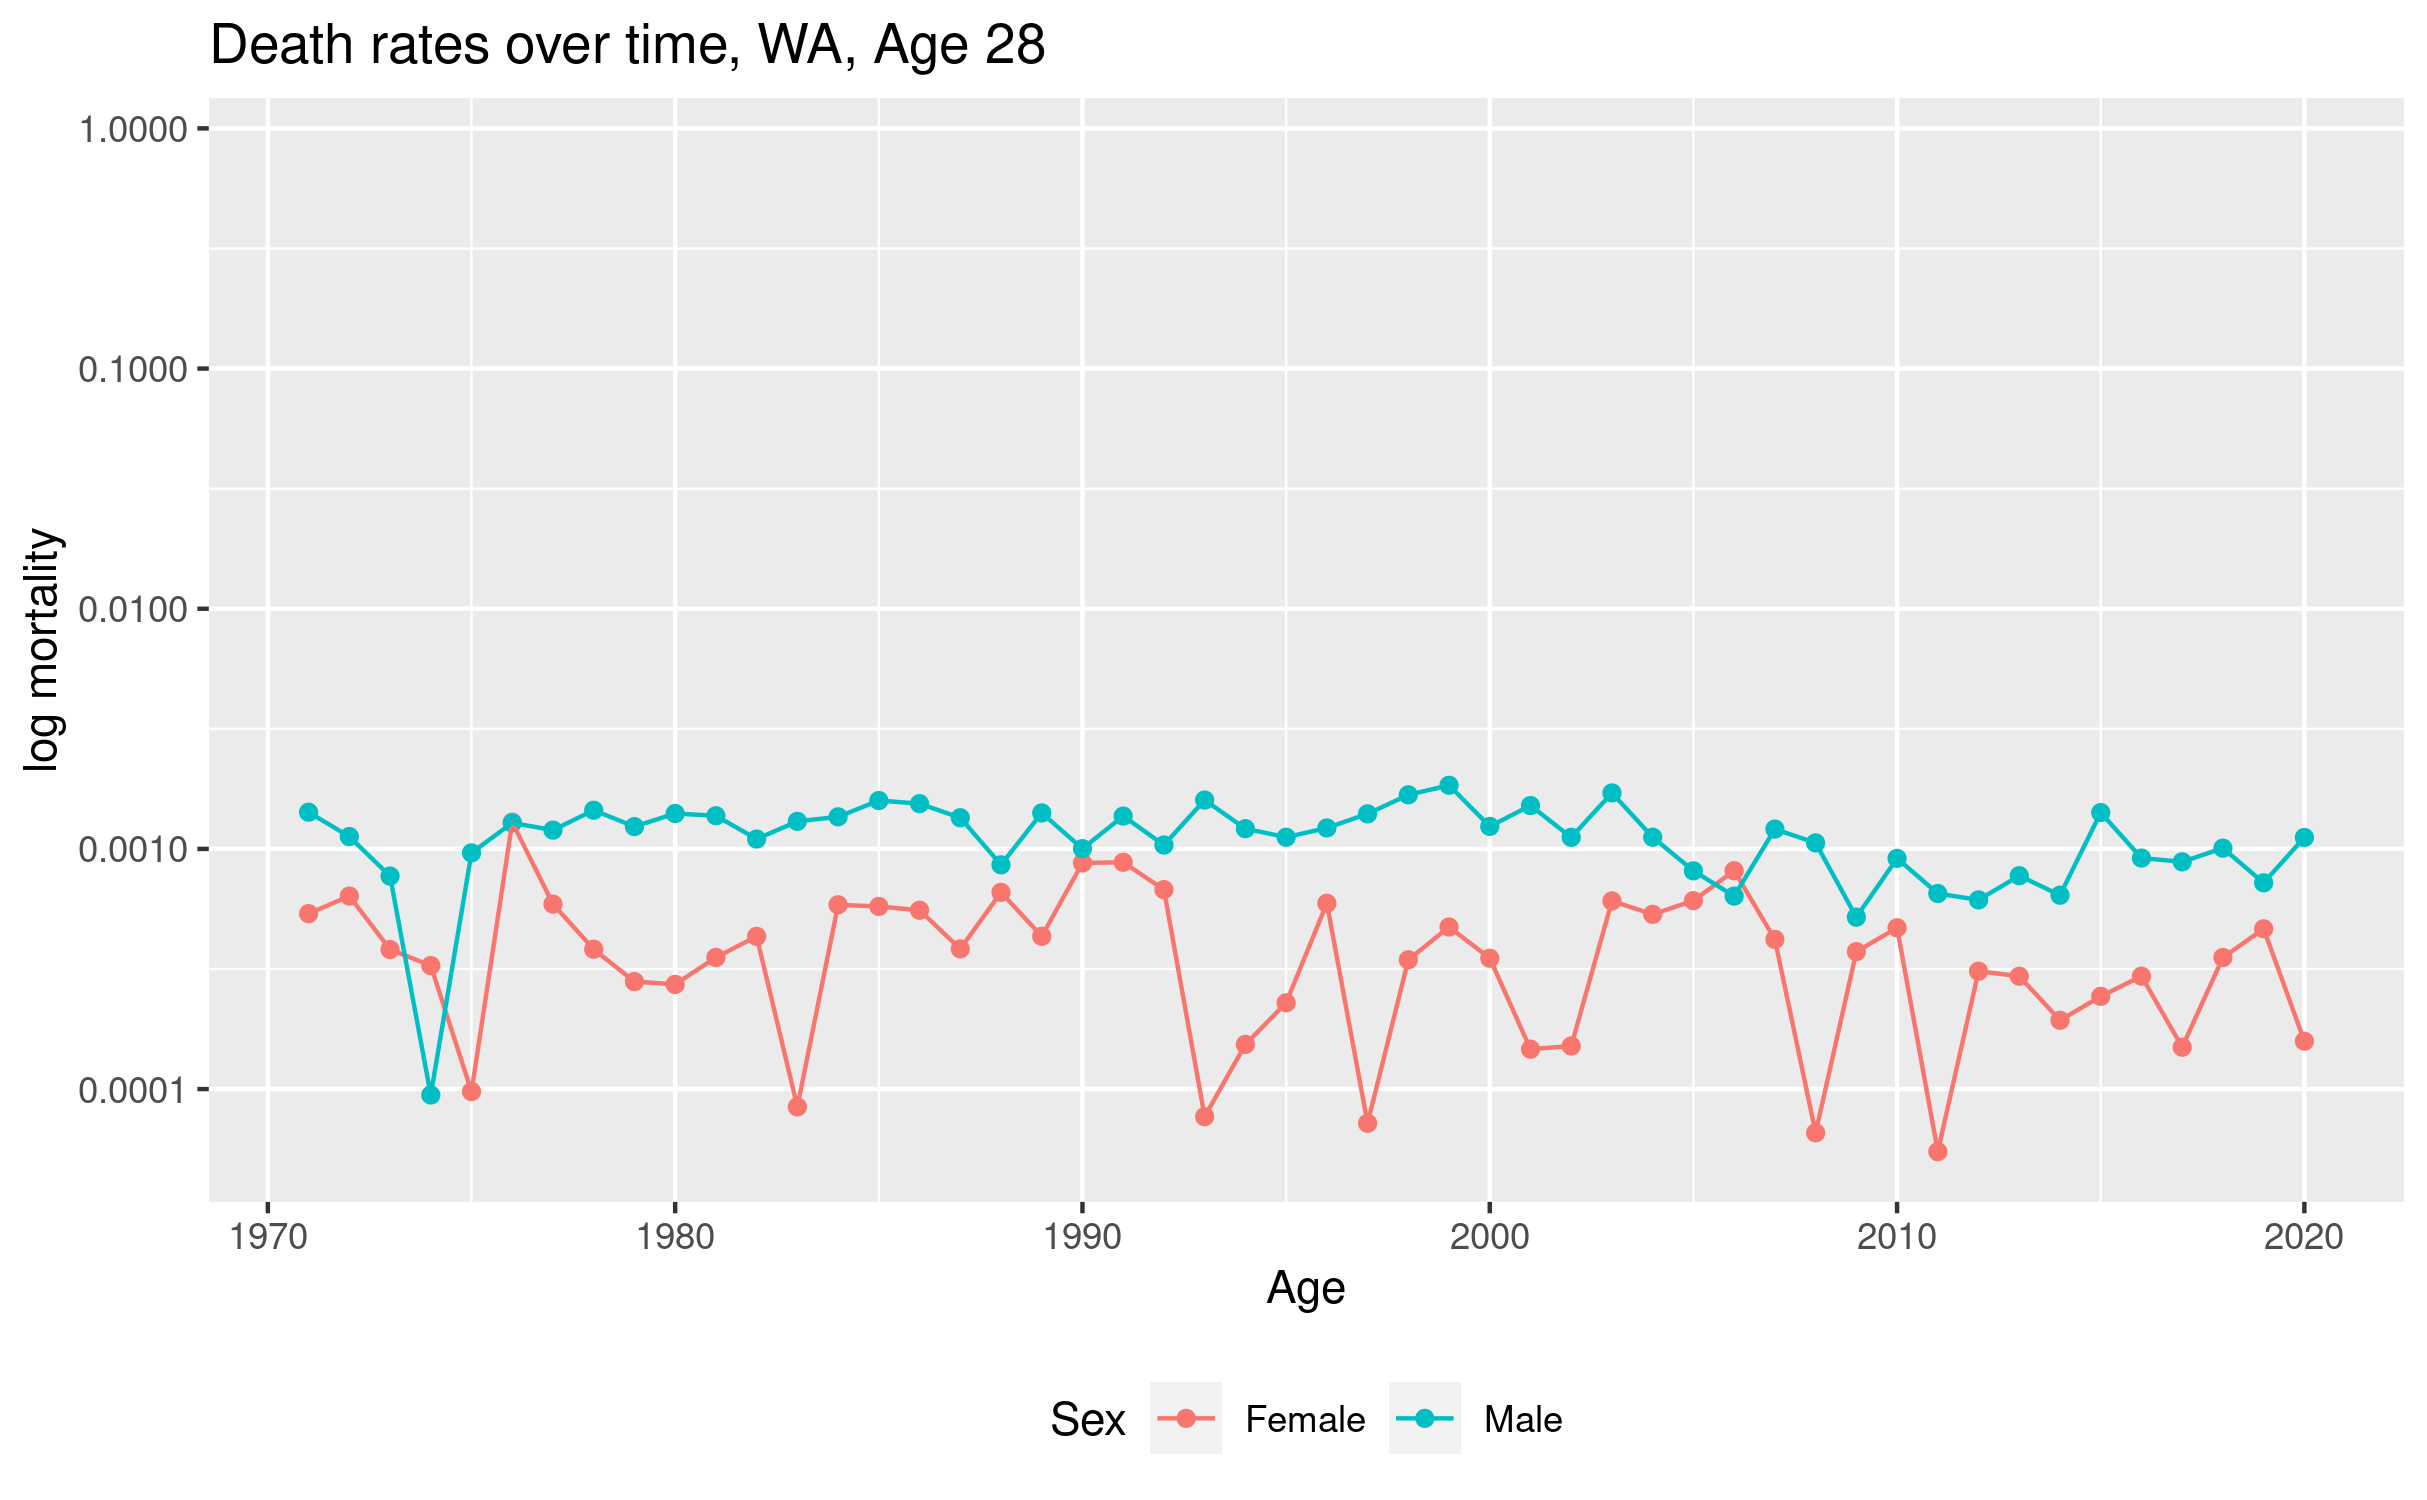 Death rates over time, WA, Age 28
log mortality
1.0000
0.1000
0.0100
0.0010
0.0001
1970 1980 1990 2000 2010 2020
Age
Sex Female Male